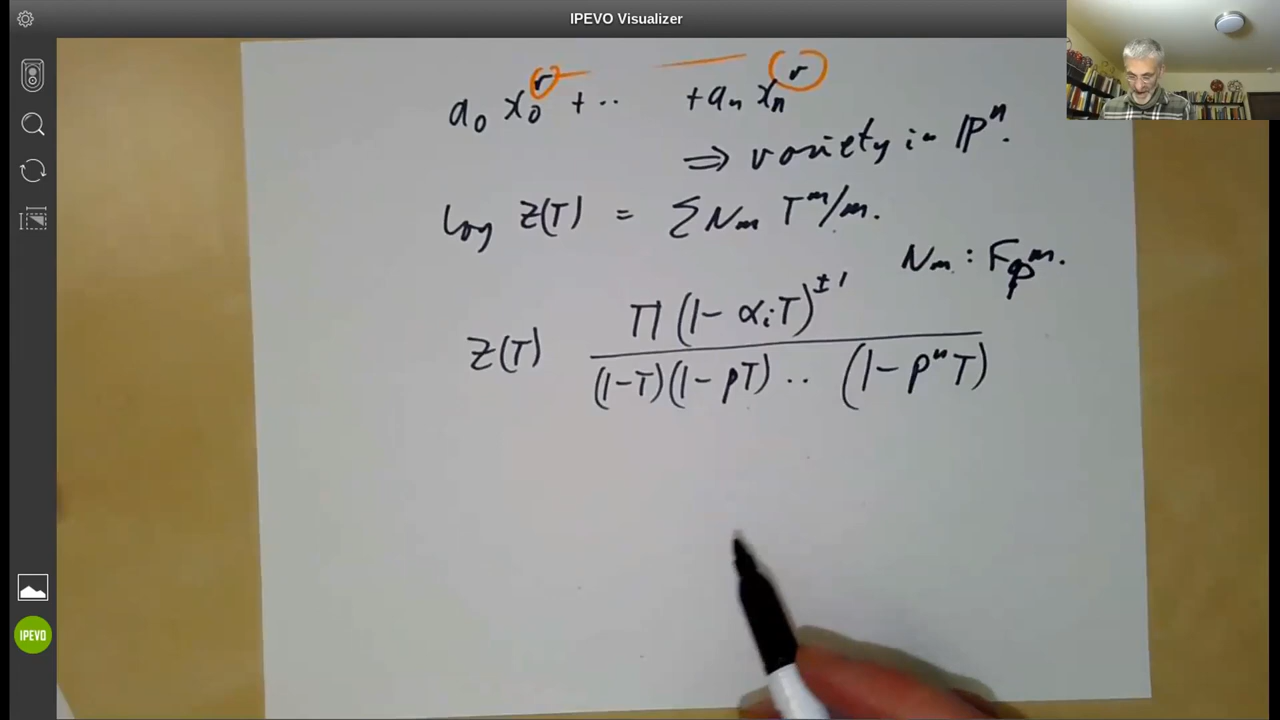 IPEVO Visualizer
a₀ x₀ʳ + ·· + aₙ xₙʳ
⇒ variety in ℙⁿ.
log Z(T) = Σ Nₘ Tᵐ/m.
Nₘ : F_{pᵐ}.
Z(T) Π (1 - αᵢT)^{±1}
(1-T)(1-pT) ·· (1-pⁿT)
IPEVO